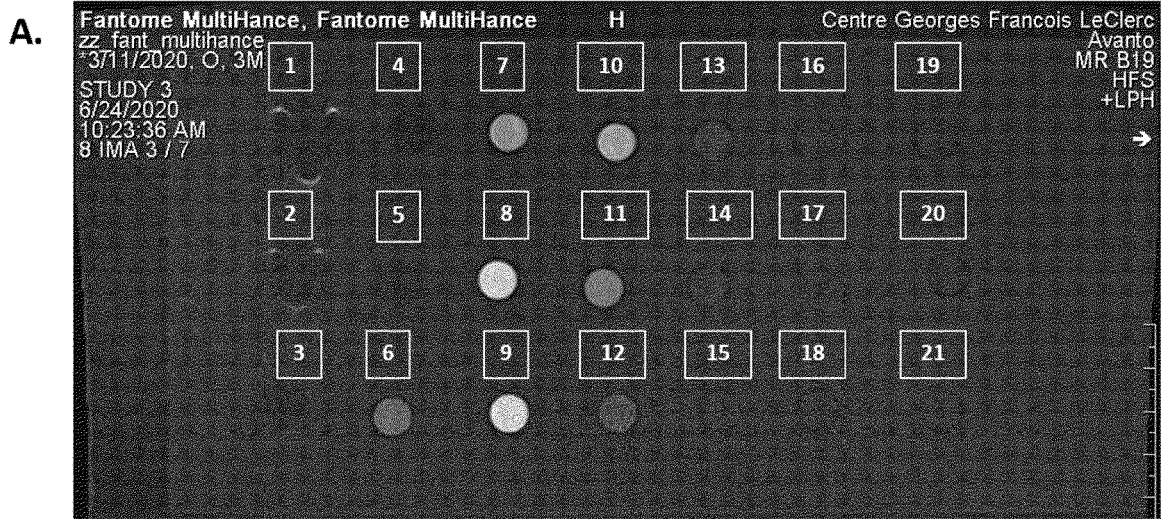 A.
Fantome MultiHance, Fantome MultiHance
H
Centre Georges Francois LeClerc
zz_fant_multihance
Avanto
*3/11/2020, O, 3M
MR B19
HFS
+LPH
STUDY 3
6/24/2020
10:23:36 AM
8 IMA 3 / 7
1 4 7 10 13 16 19
2 5 8 11 14 17 20
3 6 9 12 15 18 21